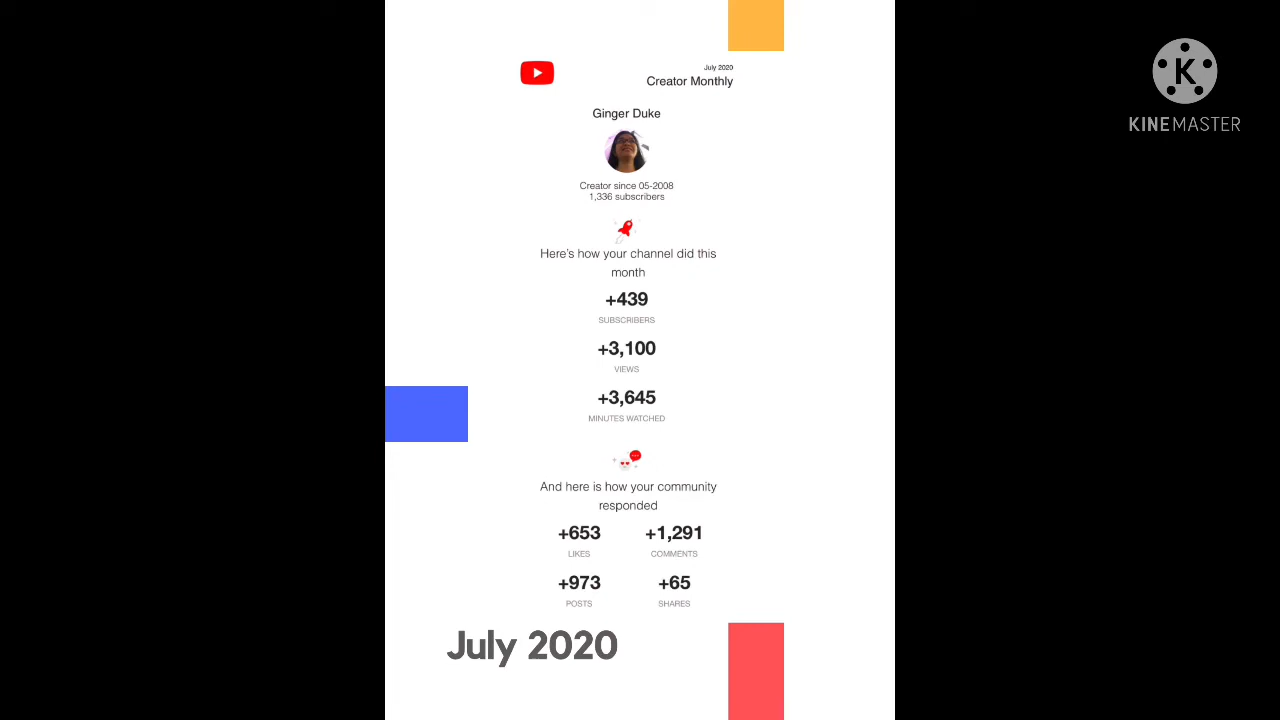 July 2020
Creator Monthly
Ginger Duke
Creator since 05-2008
1,336 subscribers
Here's how your channel did this
month
+439
SUBSCRIBERS
+3,100
VIEWS
+3,645
MINUTES WATCHED
And here is how your community
responded
+653 +1,291
LIKES COMMENTS
+973 +65
POSTS SHARES
July 2020
K
KINEMASTER